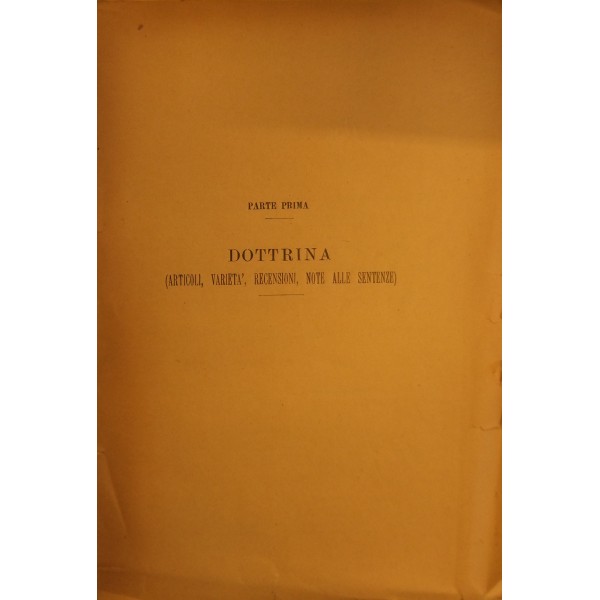 PARTE PRIMA
DOTTRINA
(ARTICOLI, VARIETA', RECENSIONI, NOTE ALLE SENTENZE)